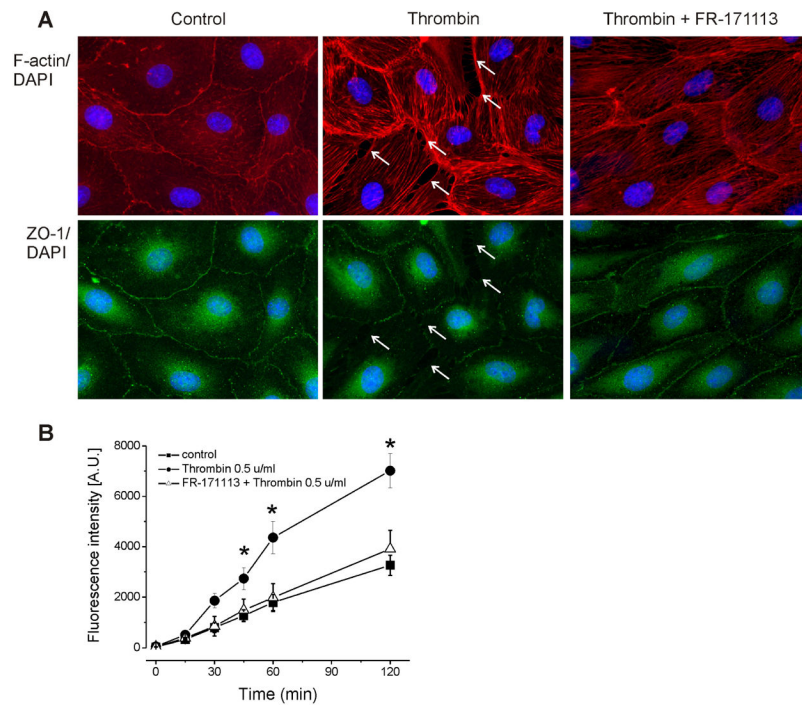 A
Control
Thrombin
Thrombin + FR-171113
F-actin/
DAPI
ZO-1/
DAPI
B
Fluorescence intensity [A.U.]
8000
6000
4000
2000
0
control
Thrombin 0.5 u/ml
FR-171113 + Thrombin 0.5 u/ml
*
*
*
0
30
60
90
120
Time (min)